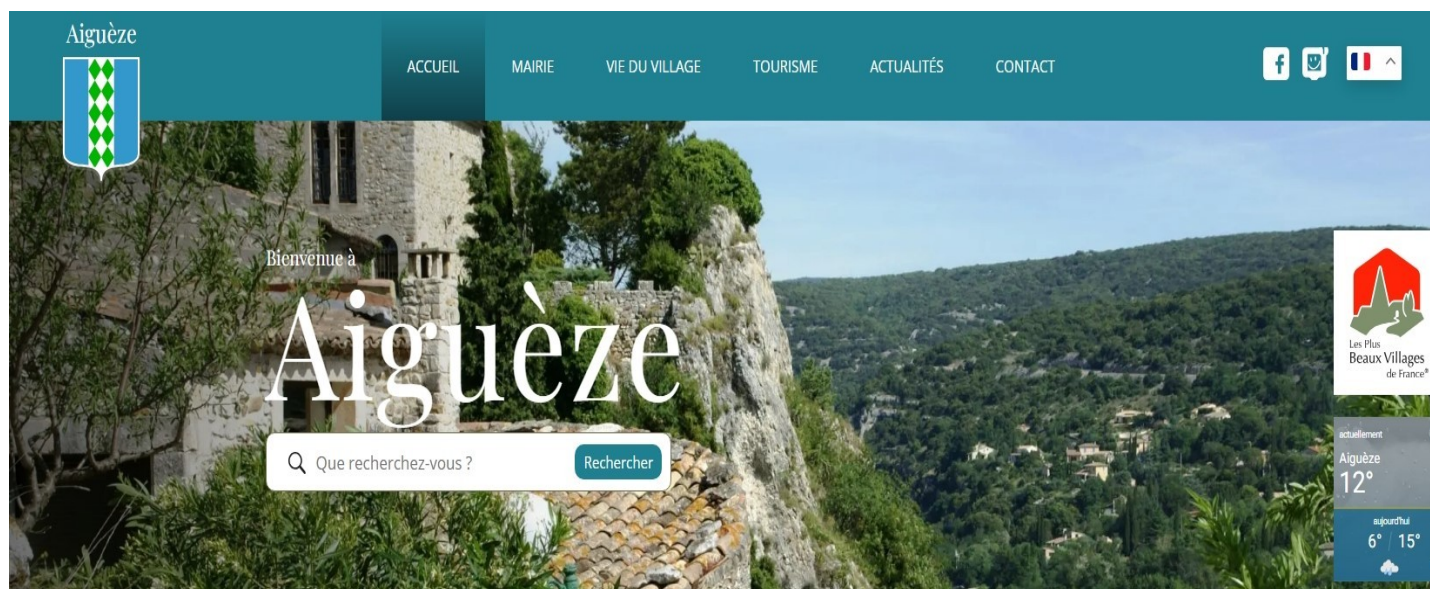 Aiguèze
ACCUEIL
MAIRIE
VIE DU VILLAGE
TOURISME
ACTUALITÉS
CONTACT
Bienvenue à
Aiguèze
Que recherchez-vous ?
Rechercher
Les Plus
Beaux Villages
de France®
actuellement
Aiguèze
12°
aujourd'hui
6° / 15°